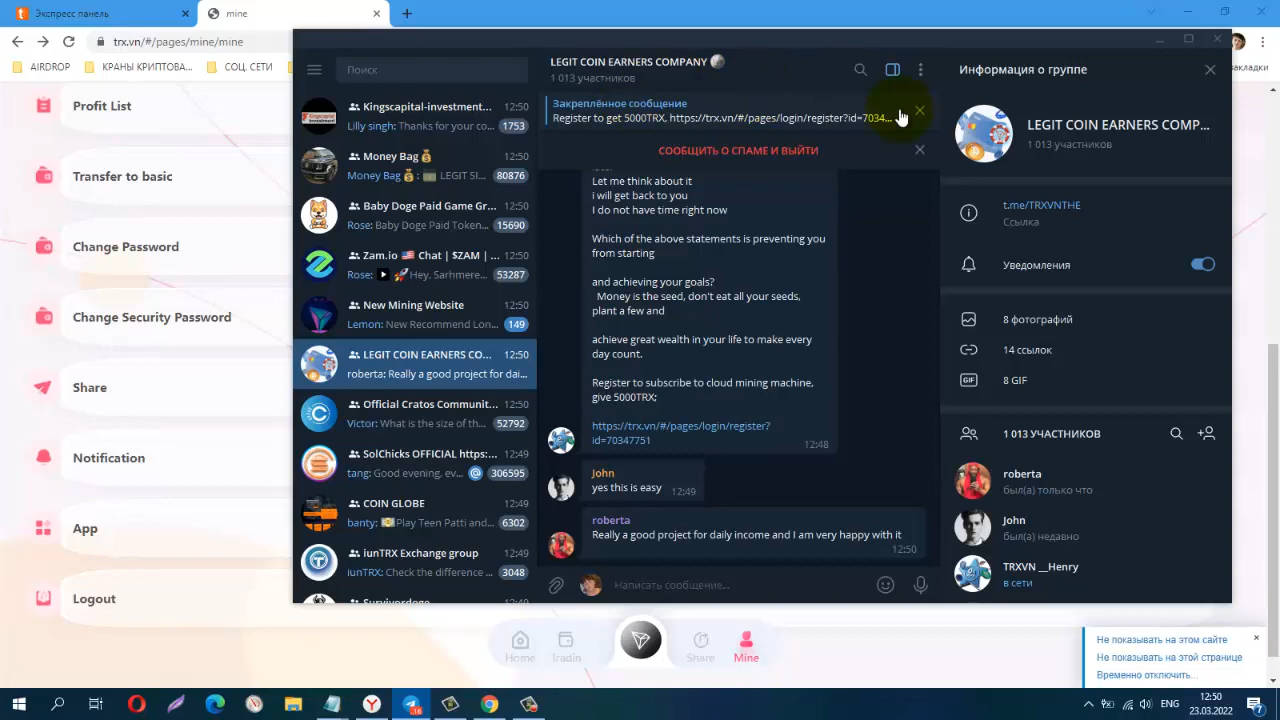 Экспресс панель
mine
trx.vn/#/pages/mine/mine
AIRDROP
КРАНЫ КРИПТОВА...
СОЦ. СЕТИ
закладки
Profit List
Transfer to basic
Change Password
Change Security Password
Share
Notification
App
Logout
Поиск
Kingscapital-investment...
12:50
Lilly singh: Thanks for your co...
1753
Money Bag 💰
12:50
Money Bag 💰: 💵 LEGIT SI...
80876
Baby Doge Paid Game Gr...
12:50
Rose: Baby Doge Paid Token...
15690
Zam.io 🇺🇸 Chat | $ZAM | ...
12:50
Rose: ▶️ 🚀 Hey, Sarhmere...
53287
New Mining Website
12:50
Lemon: New Recommend Lon...
149
LEGIT COIN EARNERS CO...
12:50
roberta: Really a good project for dai...
Official Cratos Communit...
12:50
Victor: What is the size of th...
52792
SolChicks OFFICIAL https:...
12:50
tang: Good evening, ev...
@
306595
COIN GLOBE
12:49
banty: 💴Play Teen Patti and...
6302
iunTRX Exchange group
12:49
iunTRX: Check the difference ...
3048
Survivordoge
12:49
LEGIT COIN EARNERS COMPANY
1 013 участников
Закреплённое сообщение
Register to get 5000TRX, https://trx.vn/#/pages/login/register?id=7034...
СООБЩИТЬ О СПАМЕ И ВЫЙТИ
Let me think about it
i will get back to you
I do not have time right now
Which of the above statements is preventing you
from starting
and achieving your goals?
Money is the seed, don't eat all your seeds,
plant a few and
achieve great wealth in your life to make every
day count.
Register to subscribe to cloud mining machine,
give 5000TRX;
https://trx.vn/#/pages/login/register?
id=70347751
12:48
John
yes this is easy
12:49
roberta
Really a good project for daily income and I am very happy with it
12:50
Написать сообщение...
Информация о группе
LEGIT COIN EARNERS COMP...
1 013 участников
t.me/TRXVNTHE
Ссылка
Уведомления
8 фотографий
14 ссылок
GIF
8 GIF
1 013 УЧАСТНИКОВ
roberta
был(а) только что
John
был(а) недавно
TRXVN __Henry
в сети
Home
Tradin
Share
Mine
Не показывать на этом сайте
Не показывать на этой странице
Временно отключить...
16
ENG
12:50
23.03.2022
7